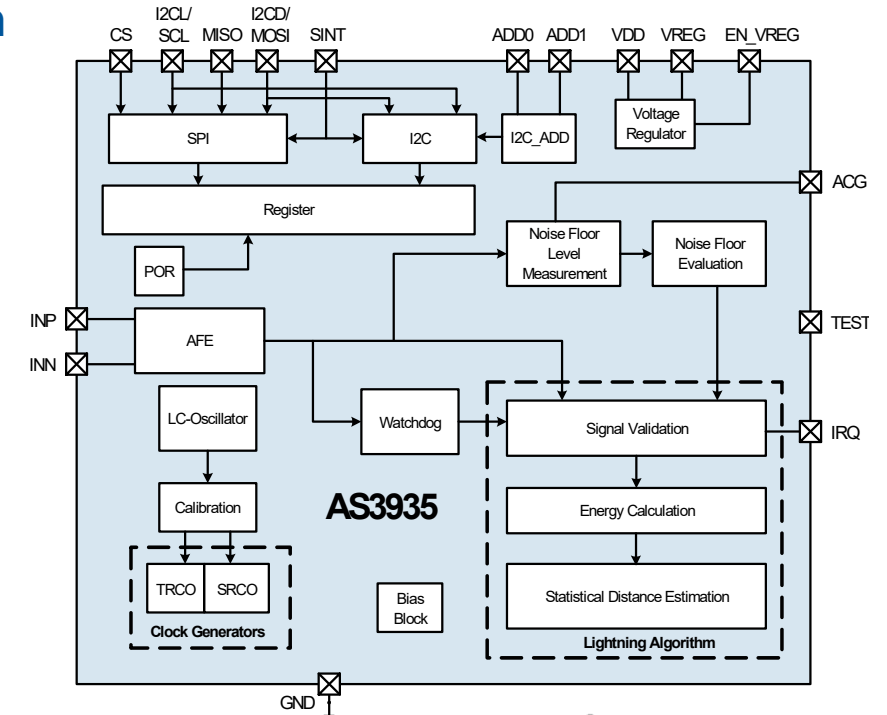 I2CL/ I2CD/
CS SCL MISO MOSI SINT ADD0 ADD1 VDD VREG EN_VREG
Voltage
Regulator
SPI I2C I2C_ADD
ACG
Register
Noise Floor
Level
Measurement
Noise Floor
Evaluation
POR
INP
AFE
TEST
INN
LC-Oscillator
Watchdog
Signal Validation
IRQ
Calibration
AS3935
Energy Calculation
TRCO SRCO
Clock Generators
Bias
Block
Statistical Distance Estimation
Lightning Algorithm
GND